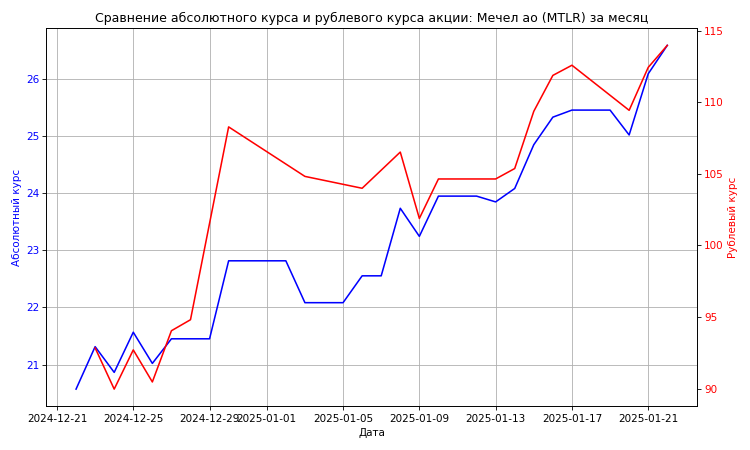 Сравнение абсолютного курса и рублевого курса акции: Мечел ао (MTLR) за месяц
Абсолютный курс
26
25
24
23
22
21
115
110
105
100
95
90
Рублевый курс
2024-12-21 2024-12-25 2024-12-29 2025-01-01 2025-01-05 2025-01-09 2025-01-13 2025-01-17 2025-01-21
Дата